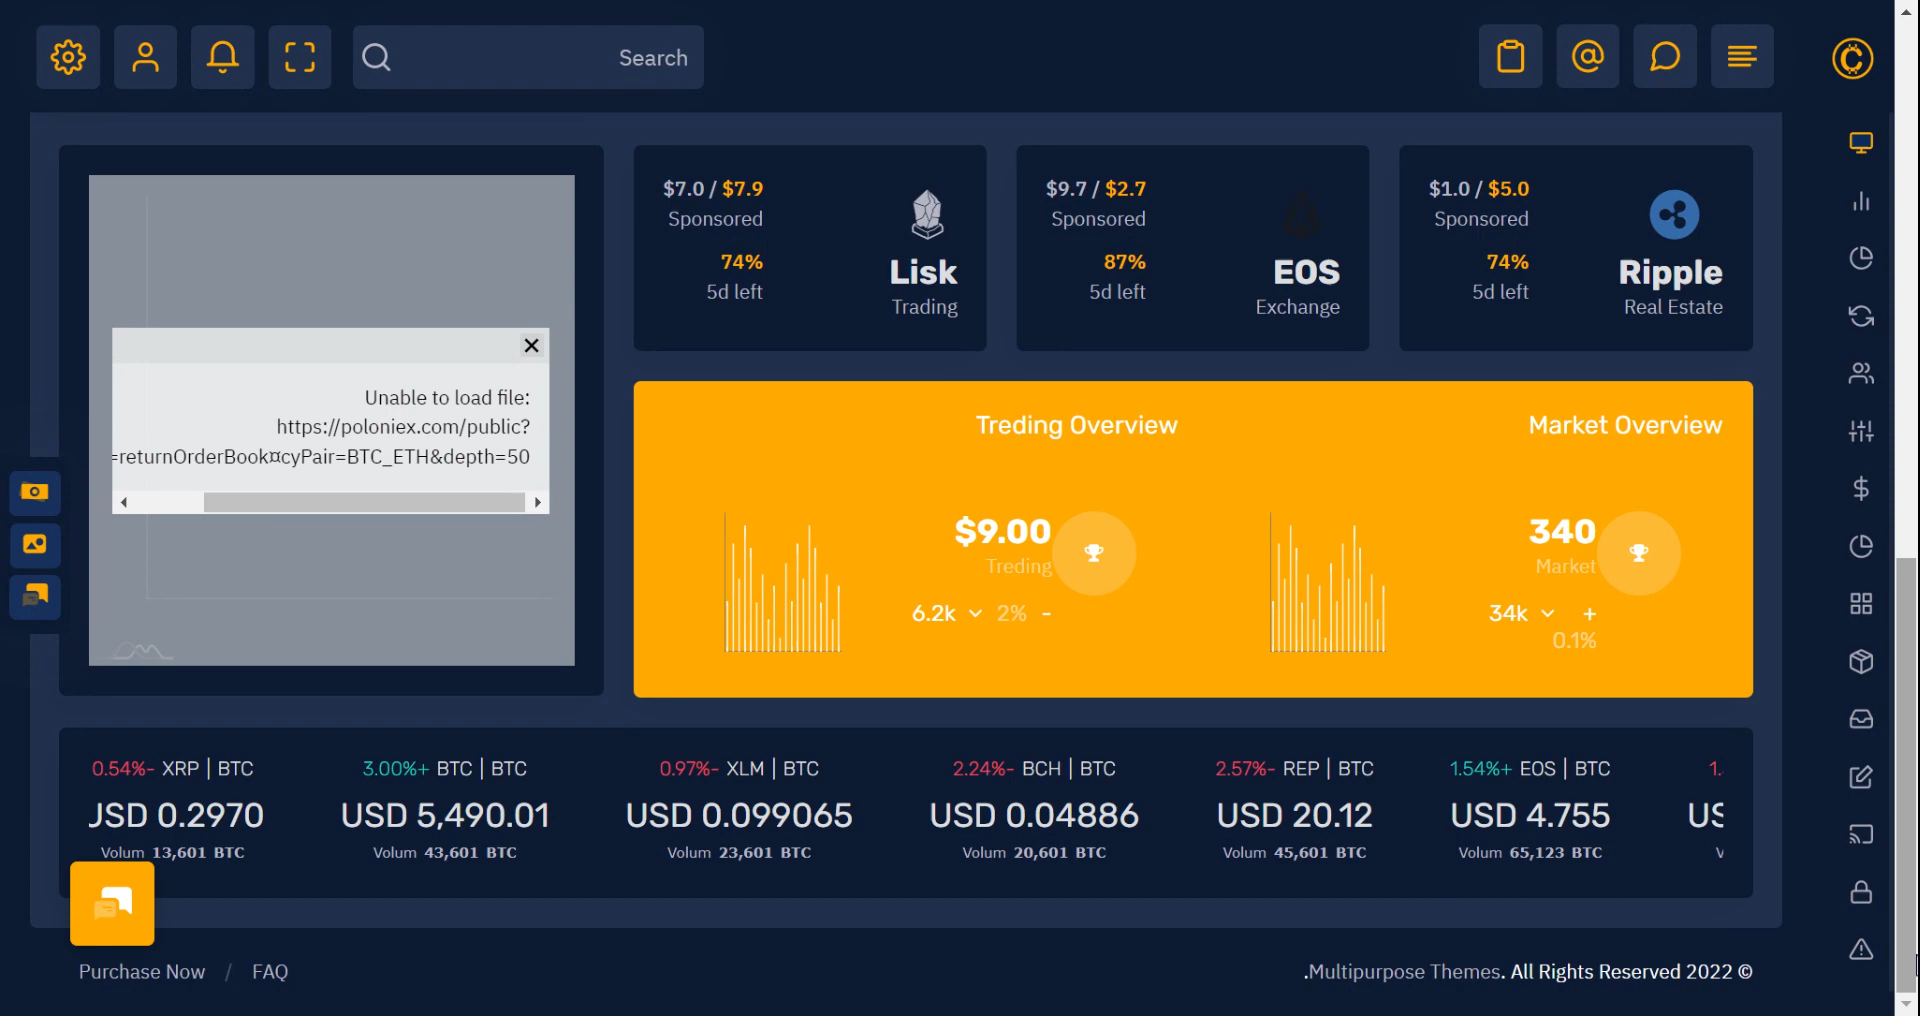 Search
$7.0 / $7.9
Sponsored
74%
5d left
Lisk
Trading
$9.7 / $2.7
Sponsored
87%
5d left
EOS
Exchange
$1.0 / $5.0
Sponsored
74%
5d left
Ripple
Real Estate
Unable to load file:
https://poloniex.com/public?
=returnOrderBook¤cyPair=BTC_ETH&depth=50
Treding Overview
$9.00
Treding
6.2k 2% -
Market Overview
340
Market
34k +
0.1%
0.54%- XRP | BTC
USD 0.2970
Volum 13,601 BTC
3.00%+ BTC | BTC
USD 5,490.01
Volum 43,601 BTC
0.97%- XLM | BTC
USD 0.099065
Volum 23,601 BTC
2.24%- BCH | BTC
USD 0.04886
Volum 20,601 BTC
2.57%- REP | BTC
USD 20.12
Volum 45,601 BTC
1.54%+ EOS | BTC
USD 4.755
Volum 65,123 BTC
1.
US
V
Purchase Now / FAQ
.Multipurpose Themes. All Rights Reserved 2022 ©